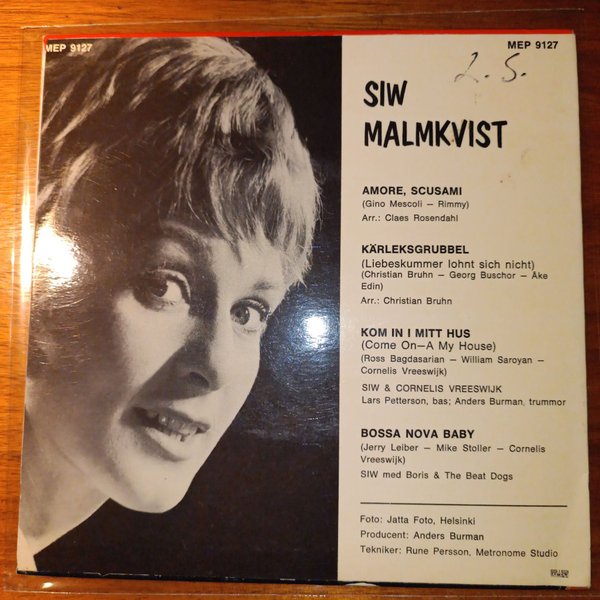 MEP 9127
MEP 9127
2.S.
SIW
MALMKVIST
AMORE, SCUSAMI
(Gino Mescoli — Rimmy)
Arr.: Claes Rosendahl
KÄRLEKSGRUBBEL
(Liebeskummer lohnt sich nicht)
(Christian Bruhn — Georg Buschor — Åke
Edin)
Arr.: Christian Bruhn
KOM IN I MITT HUS
(Come On—A My House)
(Ross Bagdasarian — William Saroyan —
Cornelis Vreeswijk)
SIW & CORNELIS VREESWIJK
Lars Petterson, bas; Anders Burman, trummor
BOSSA NOVA BABY
(Jerry Leiber — Mike Stoller — Cornelis
Vreeswijk)
SIW med Boris & The Beat Dogs
Foto: Jatta Foto, Helsinki
Producent: Anders Burman
Tekniker: Rune Persson, Metronome Studio